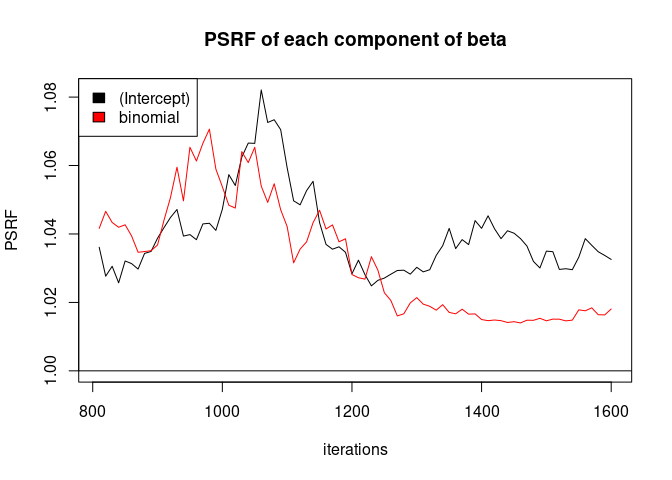 PSRF of each component of beta
(Intercept)
binomial
PSRF
1.00
1.02
1.04
1.06
1.08
800 1000 1200 1400 1600
iterations